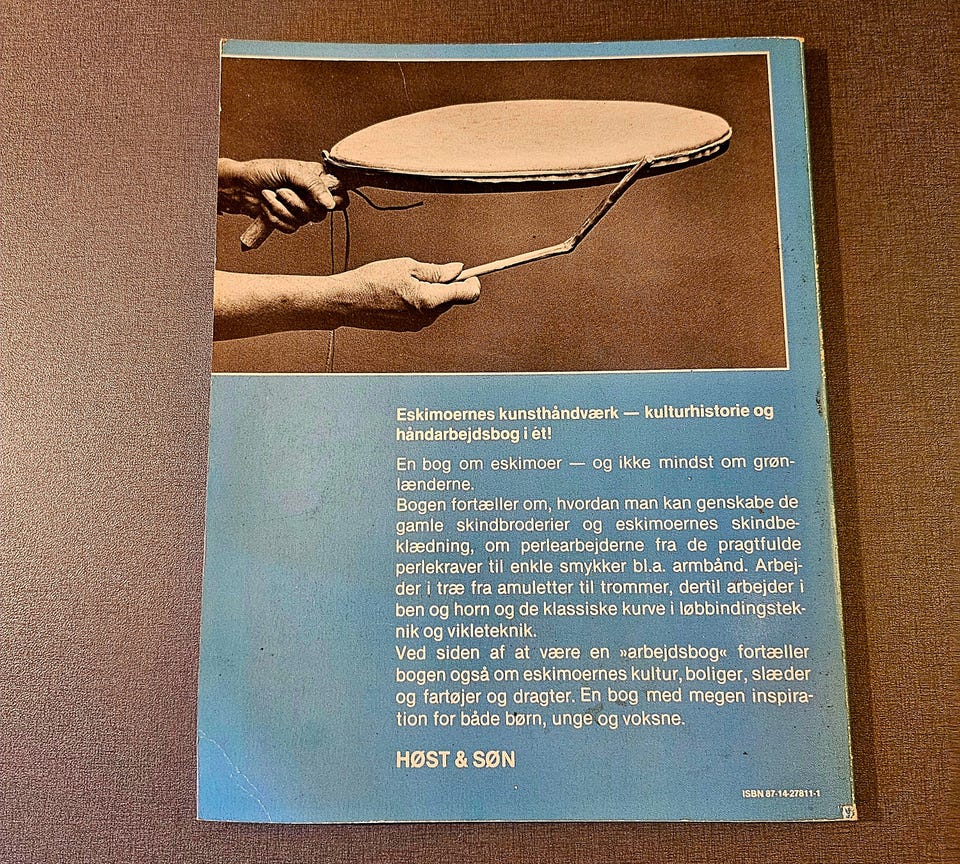 Eskimoernes kunsthåndværk — kulturhistorie og
håndarbejdsbog i ét!
En bog om eskimoer — og ikke mindst om grøn-
lænderne.
Bogen fortæller om, hvordan man kan genskabe de
gamle skindbroderier og eskimoernes skindbe-
klædning, om perlearbejderne fra de pragtfulde
perlekraver til enkle smykker bl.a. armbånd. Arbej-
der i træ fra amuletter til trommer, dertil arbejder i
ben og horn og de klassiske kurve i løbbindingstek-
nik og vikleteknik.
Ved siden af at være en »arbejdsbog« fortæller
bogen også om eskimoernes kultur, boliger, slæder
og fartøjer og dragter. En bog med megen inspira-
tion for både børn, unge og voksne.
HØST & SØN
ISBN 87-14-27811-1